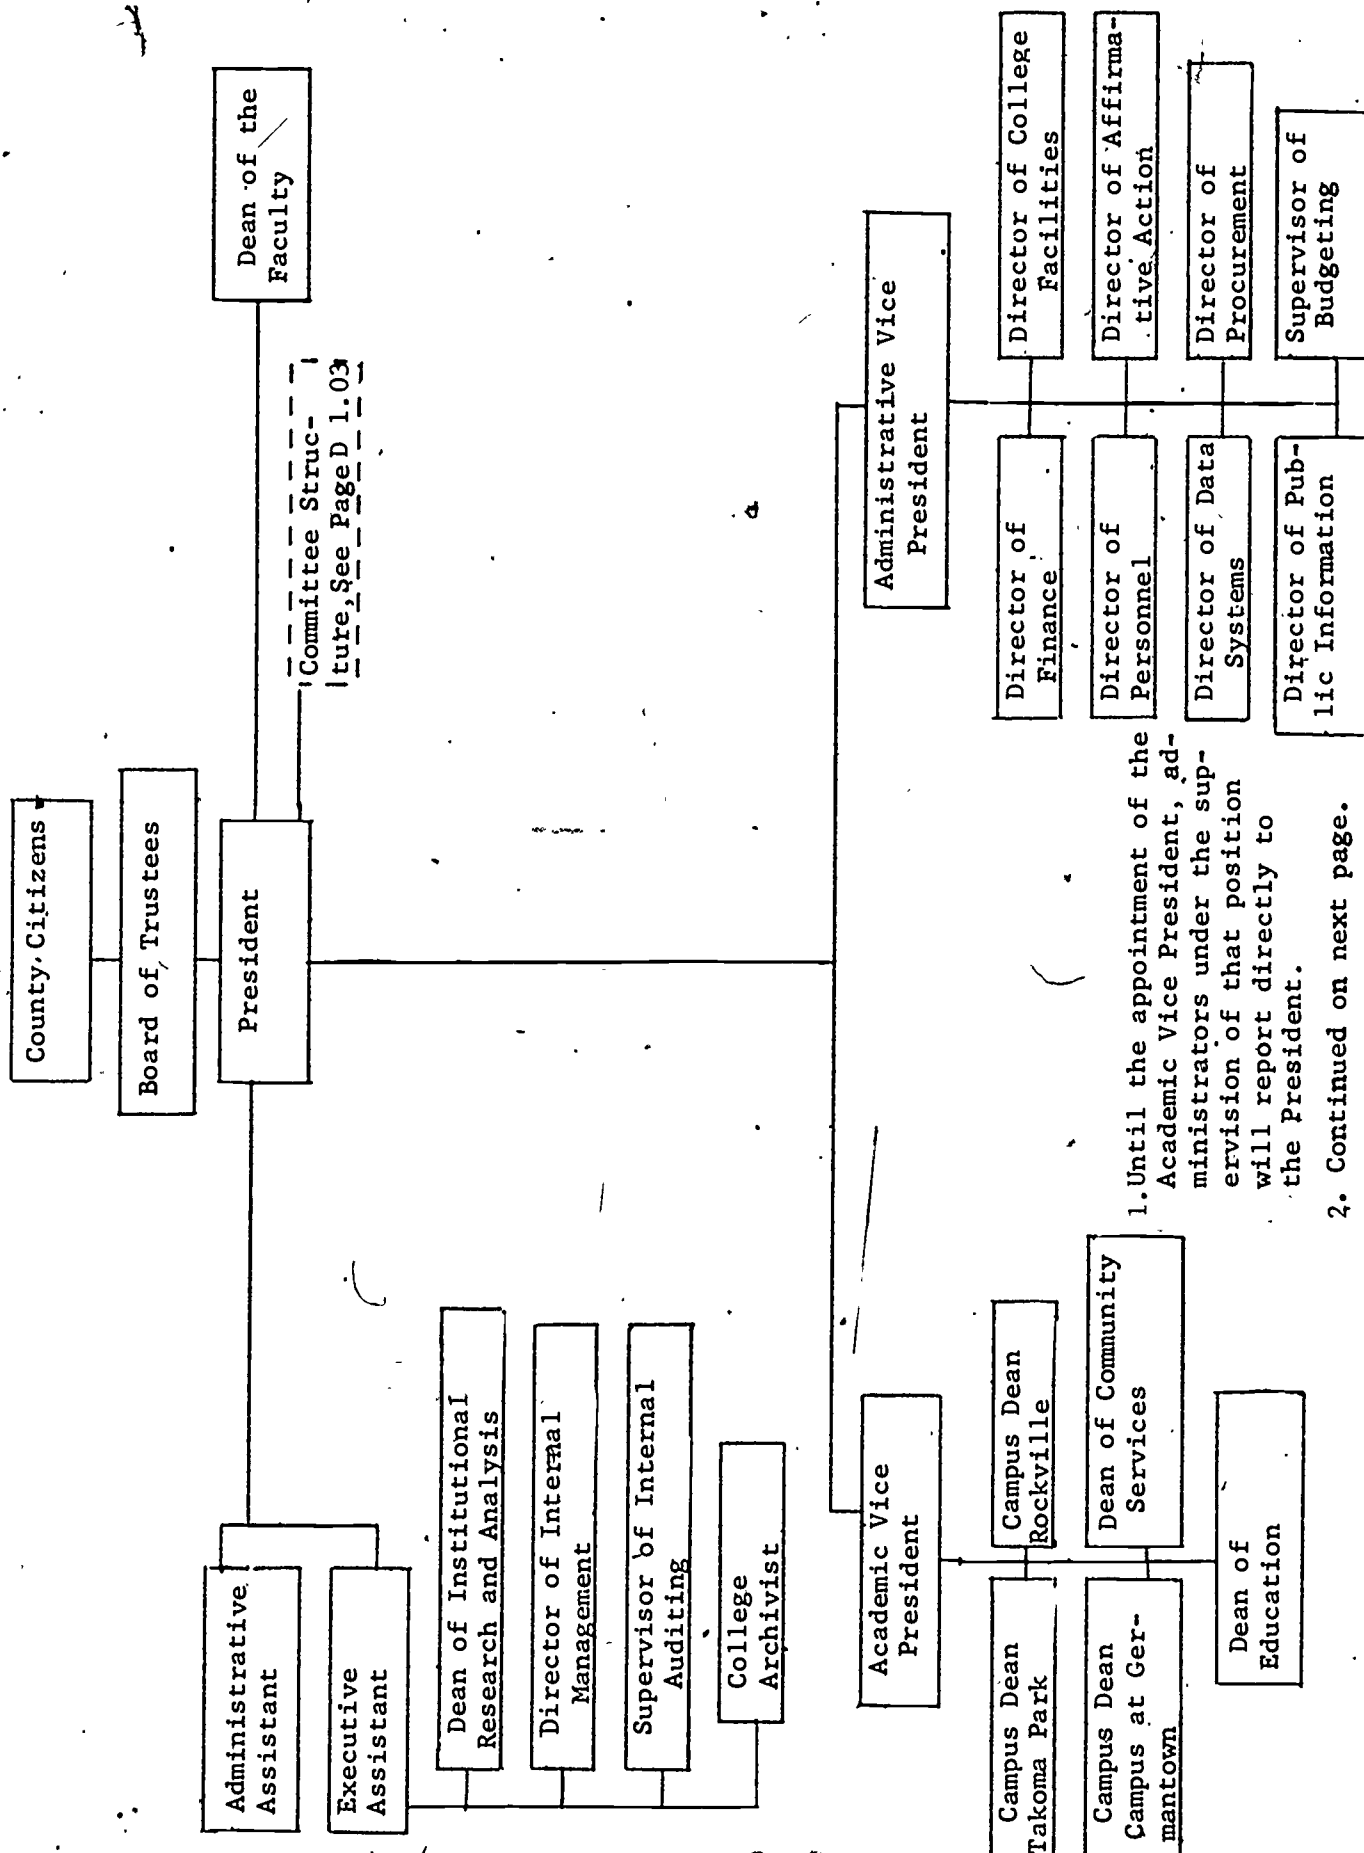 County Citizens
Board of Trustees
President
Dean of the
Faculty
Committee Struc-
ture, See Page D 1.03
Administrative
Assistant
Executive
Assistant
Dean of Institutional
Research and Analysis
Director of Internal
Management
Supervisor of Internal
Auditing
College
Archivist
Academic Vice
President
Campus Dean
Takoma Park
Campus Dean
Rockville
Campus Dean
Campus at Ger-
mantown
Dean of Community
Services
Dean of
Education
Administrative Vice
President
Director of
Finance
Director of College
Facilities
Director of
Personnel
Director of Affirma-
tive Action
Director of Data
Systems
Director of
Procurement
Director of Pub-
lic Information
Supervisor of
Budgeting
1. Until the appointment of the
Academic Vice President, ad-
ministrators under the sup-
ervision of that position
will report directly to
the President.
2. Continued on next page.